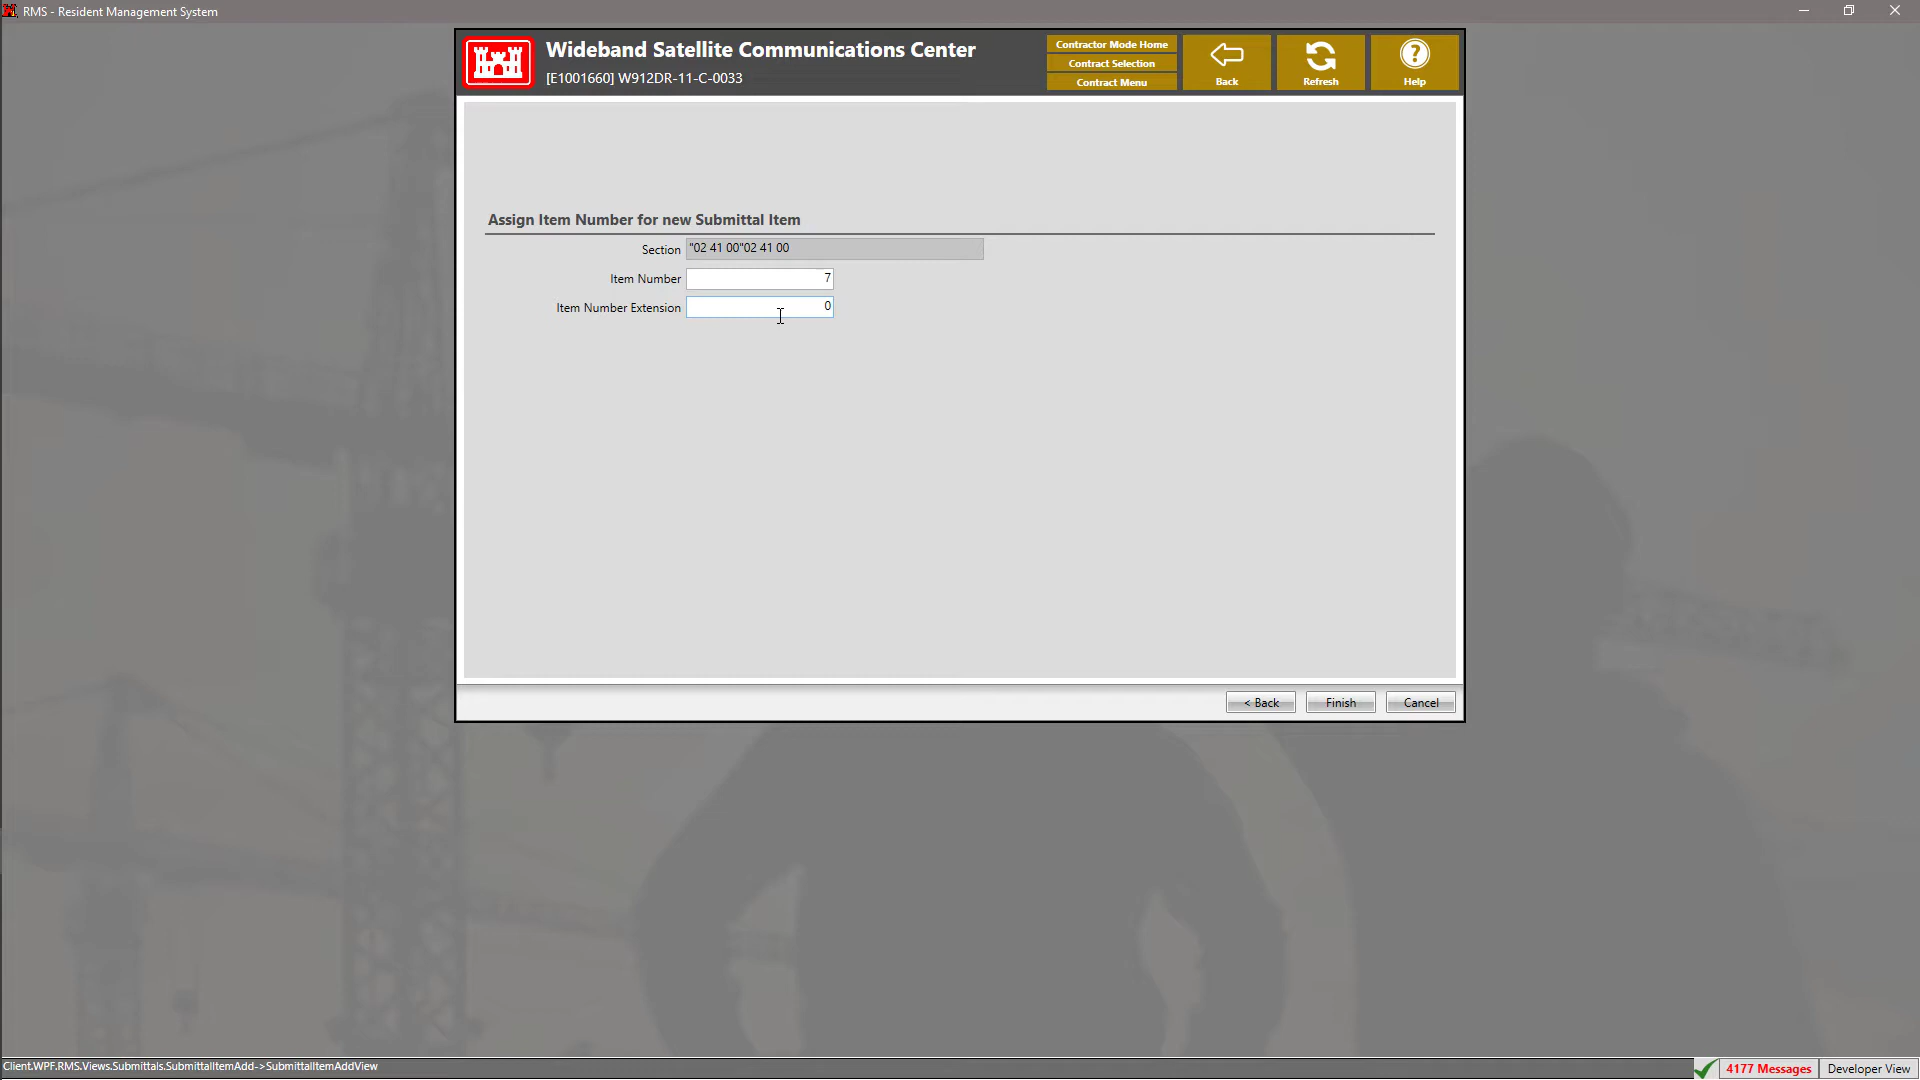 RMS - Resident Management System
Wideband Satellite Communications Center
[E1001660] W912DR-11-C-0033
Contractor Mode Home
Contract Selection
Contract Menu
Back
Refresh
Help
Assign Item Number for new Submittal Item
Section "02 41 00"02 41 00
Item Number 7
Item Number Extension 0
< Back
Finish
Cancel
Client.WPF.RMS.Views.Submittals.SubmittalItemAdd->SubmittalItemAddView
4177 Messages
Developer View